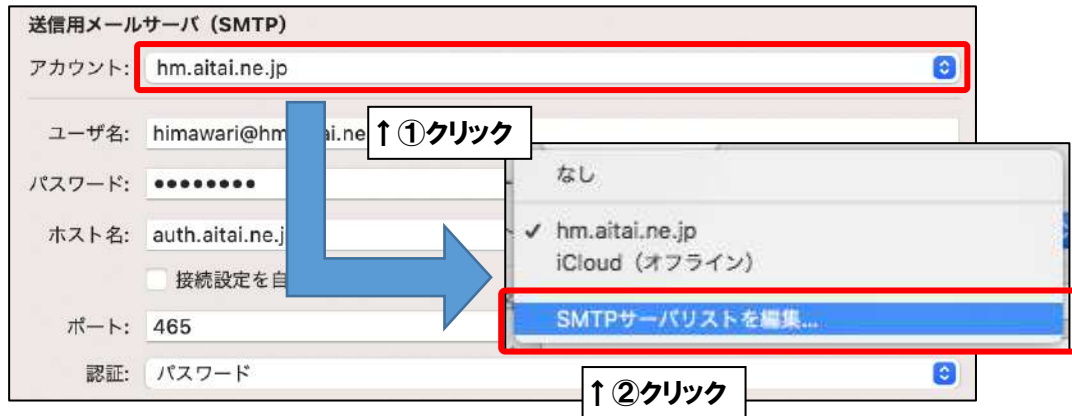 送信用メールサーバ（SMTP）
アカウント: hm.aitai.ne.jp
↑①クリック
ユーザ名: himawari@hm ai.ne
パスワード: ●●●●●●●●
ホスト名: auth.aitai.ne.j
接続設定を自
ポート: 465
認証: パスワード
なし
✓ hm.aitai.ne.jp
iCloud（オフライン）
SMTPサーバリストを編集...
↑②クリック